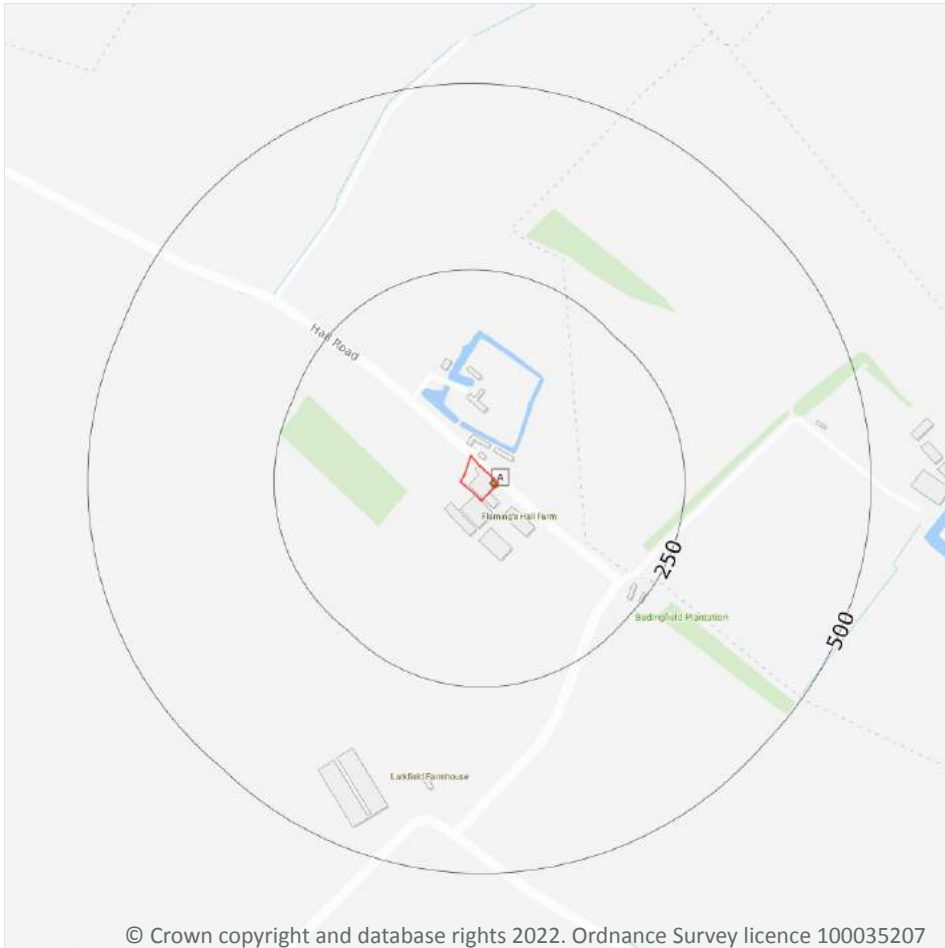 Hall Road
A
Fleming's Hall Farm
250
Bedingfield Plantation
500
Larkfield Farmhouse
© Crown copyright and database rights 2022. Ordnance Survey licence 100035207